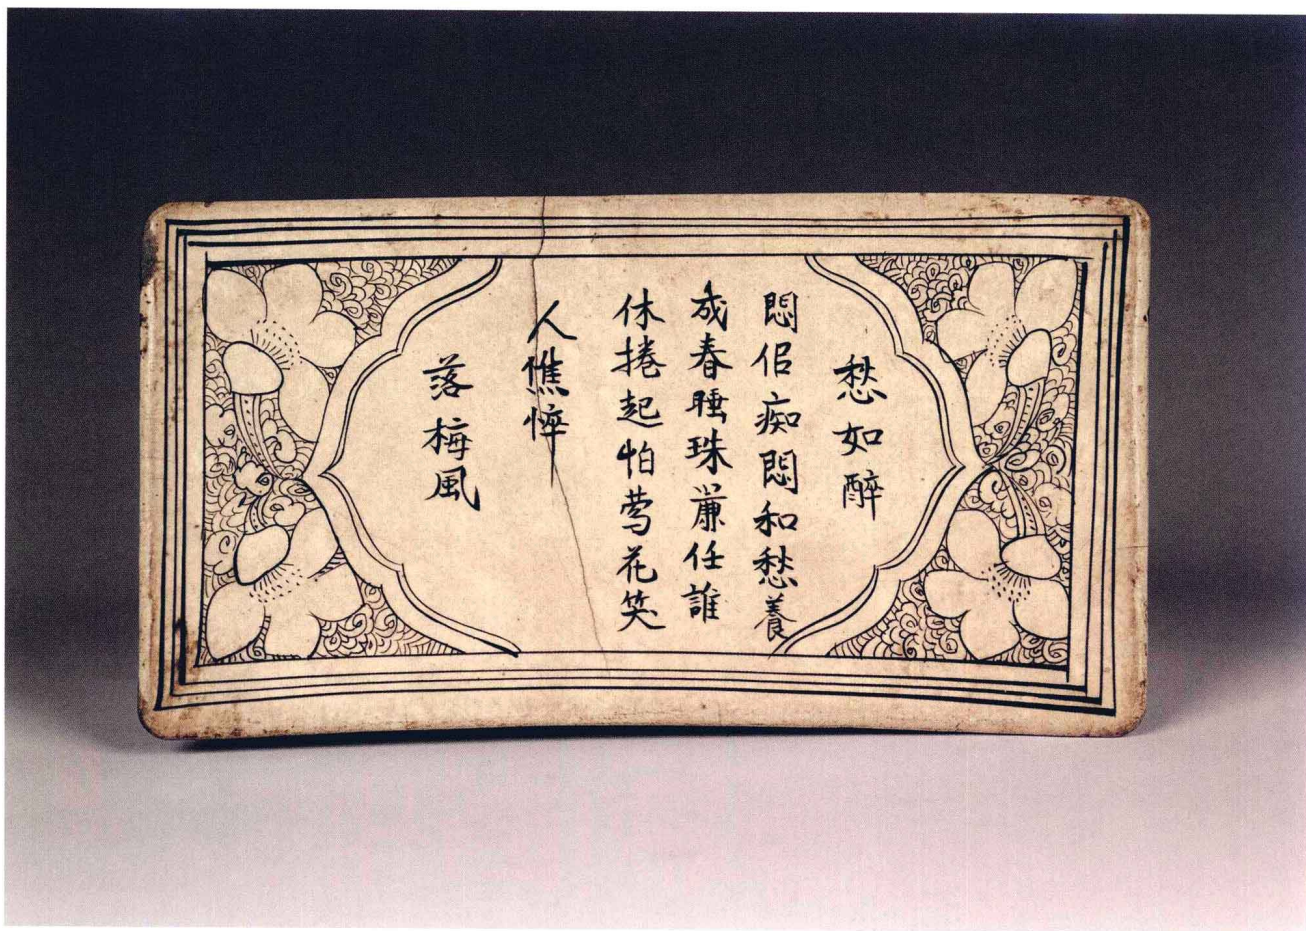 愁如醉
悶佀痴悶和愁養
成春睡珠簾任誰
休捲起怕莺花笑
人憔悴
落梅風